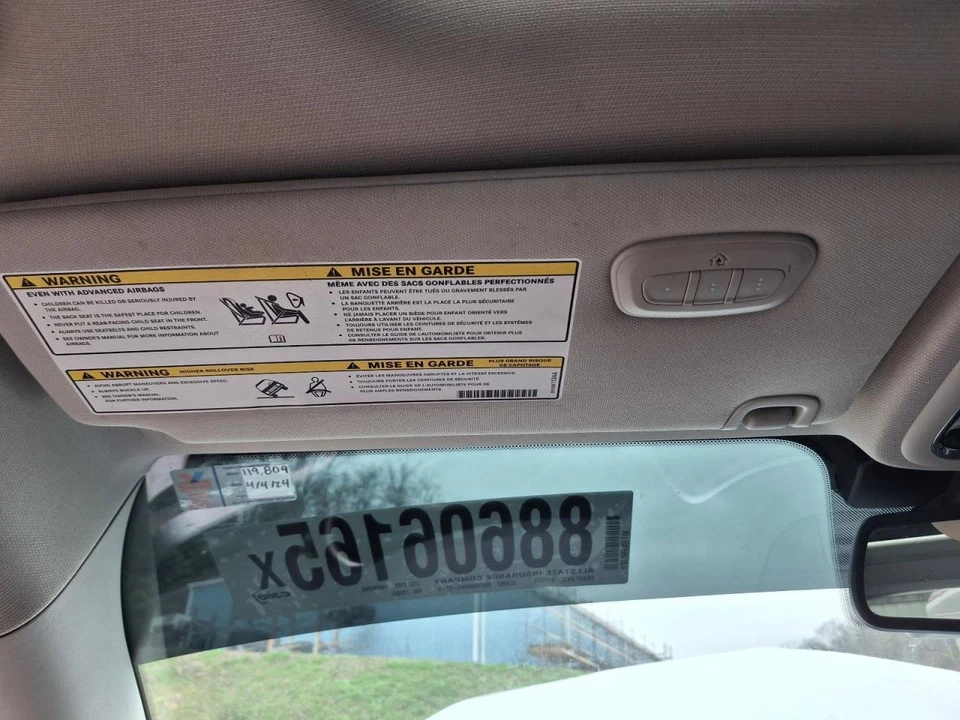 WARNING
EVEN WITH ADVANCED AIRBAGS
• CHILDREN CAN BE KILLED OR SERIOUSLY INJURED BY
THE AIRBAG.
• THE BACK SEAT IS THE SAFEST PLACE FOR CHILDREN.
• NEVER PUT A REAR-FACING CHILD SEAT IN THE FRONT.
• ALWAYS USE SEATBELTS AND CHILD RESTRAINTS.
• SEE OWNER'S MANUAL FOR MORE INFORMATION ABOUT
AIRBAGS.
MISE EN GARDE
MÊME AVEC DES SACS GONFLABLES PERFECTIONNÉS
• LES ENFANTS PEUVENT ÊTRE TUÉS OU GRAVEMENT BLESSÉS PAR
UN SAC GONFLABLE.
• LA BANQUETTE ARRIÈRE EST LA PLACE LA PLUS SÉCURITAIRE
POUR LES ENFANTS.
• NE JAMAIS PLACER UN SIÈGE POUR ENFANT ORIENTÉ VERS
L'ARRIÈRE À L'AVANT DU VÉHICULE.
• TOUJOURS UTILISER LES CEINTURES DE SÉCURITÉ ET LES SYSTÈMES
DE RETENUE POUR ENFANT.
• CONSULTER LE GUIDE DE L'AUTOMOBILISTE POUR OBTENIR PLUS
DE RENSEIGNEMENTS SUR LES SACS GONFLABLES.
WARNING HIGHER ROLLOVER RISK
• AVOID ABRUPT MANEUVERS AND EXCESSIVE SPEED.
• ALWAYS BUCKLE UP.
• SEE OWNER'S MANUAL
FOR FURTHER INFORMATION.
MISE EN GARDE PLUS GRAND RISQUE
DE CAPOTAGE
• ÉVITER LES MANŒUVRES ABRUPTES ET LA VITESSE EXCESSIVE.
• TOUJOURS PORTER LES CEINTURES DE SÉCURITÉ.
• CONSULTER LE GUIDE DE L'AUTOMOBILISTE POUR DE
PLUS AMPLES RENSEIGNEMENTS.
119,809
4/4/24
88606165X
ALLSTATE INSURANCE COMPANY